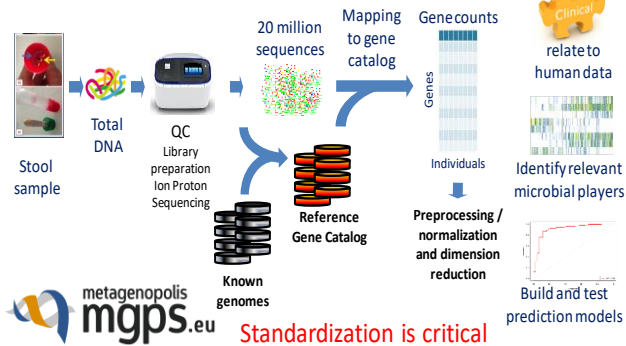 Stool
sample
Total
DNA
QC
Library
preparation
Ion Proton
Sequencing
20 million
sequences
Mapping
to gene
catalog
Known
genomes
Reference
Gene Catalog
Gene counts
Genes
Individuals
Preprocessing /
normalization
and dimension
reduction
Clinical
relate to
human data
Identify relevant
microbial players
Build and test
prediction models
metagenopolis
mgps.eu
Standardization is critical